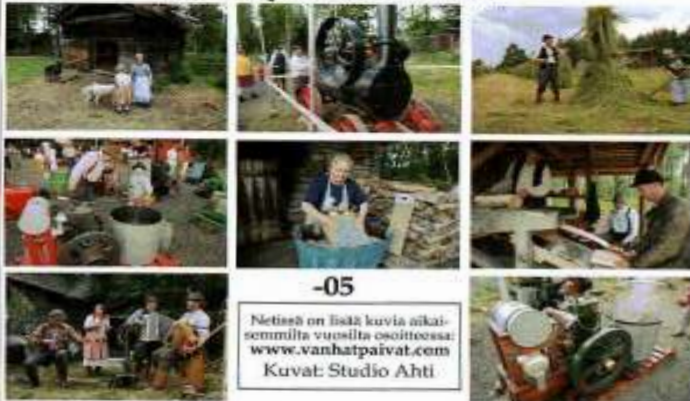 -05
Netissä on lisää kuvia aikai-
semmilta vuosilta osoitteessa:
www.vanhatpaivat.com
Kuvat: Studio Ahti